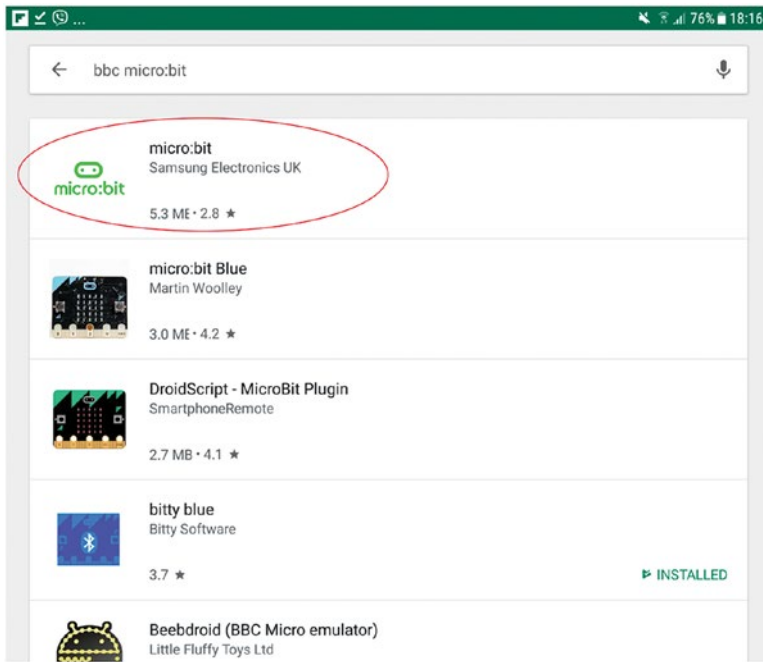 ... 76% 18:16
bbc micro:bit
micro:bit
Samsung Electronics UK
micro:bit
5.3 ME · 2.8 ★
micro:bit Blue
Martin Woolley
3.0 ME · 4.2 ★
DroidScript - MicroBit Plugin
SmartphoneRemote
2.7 MB · 4.1 ★
bitty blue
Bitty Software
3.7 ★ INSTALLED
Beebdroid (BBC Micro emulator)
Little Fluffy Toys Ltd